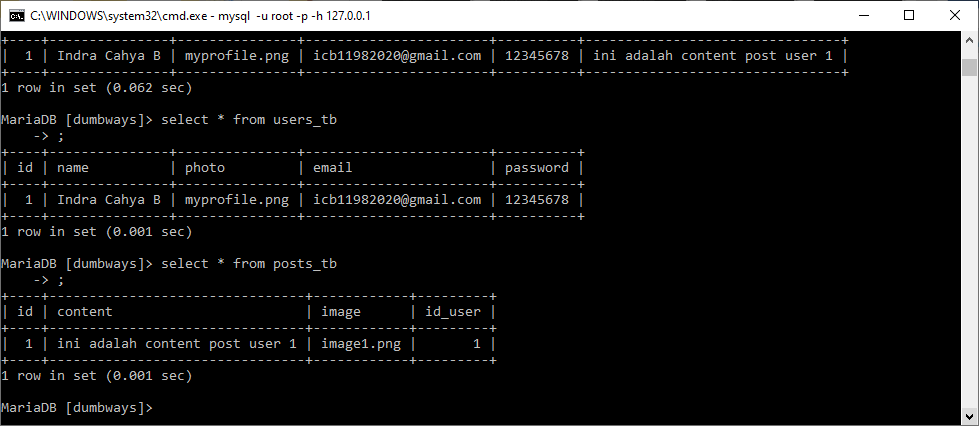 C:\WINDOWS\system32\cmd.exe - mysql  -u root -p -h 127.0.0.1
+----+---------------+---------------+-----------------------+----------+--------------------------------+
|  1 | Indra Cahya B | myprofile.png | icb11982020@gmail.com | 12345678 | ini adalah content post user 1 |
+----+---------------+---------------+-----------------------+----------+--------------------------------+
1 row in set (0.062 sec)
MariaDB [dumbways]> select * from users_tb
    -> ;
+----+---------------+---------------+-----------------------+----------+
| id | name          | photo         | email                 | password |
+----+---------------+---------------+-----------------------+----------+
|  1 | Indra Cahya B | myprofile.png | icb11982020@gmail.com | 12345678 |
+----+---------------+---------------+-----------------------+----------+
1 row in set (0.001 sec)
MariaDB [dumbways]> select * from posts_tb
    -> ;
+----+--------------------------------+------------+---------+
| id | content                        | image      | id_user |
+----+--------------------------------+------------+---------+
|  1 | ini adalah content post user 1 | image1.png |       1 |
+----+--------------------------------+------------+---------+
1 row in set (0.001 sec)
MariaDB [dumbways]>